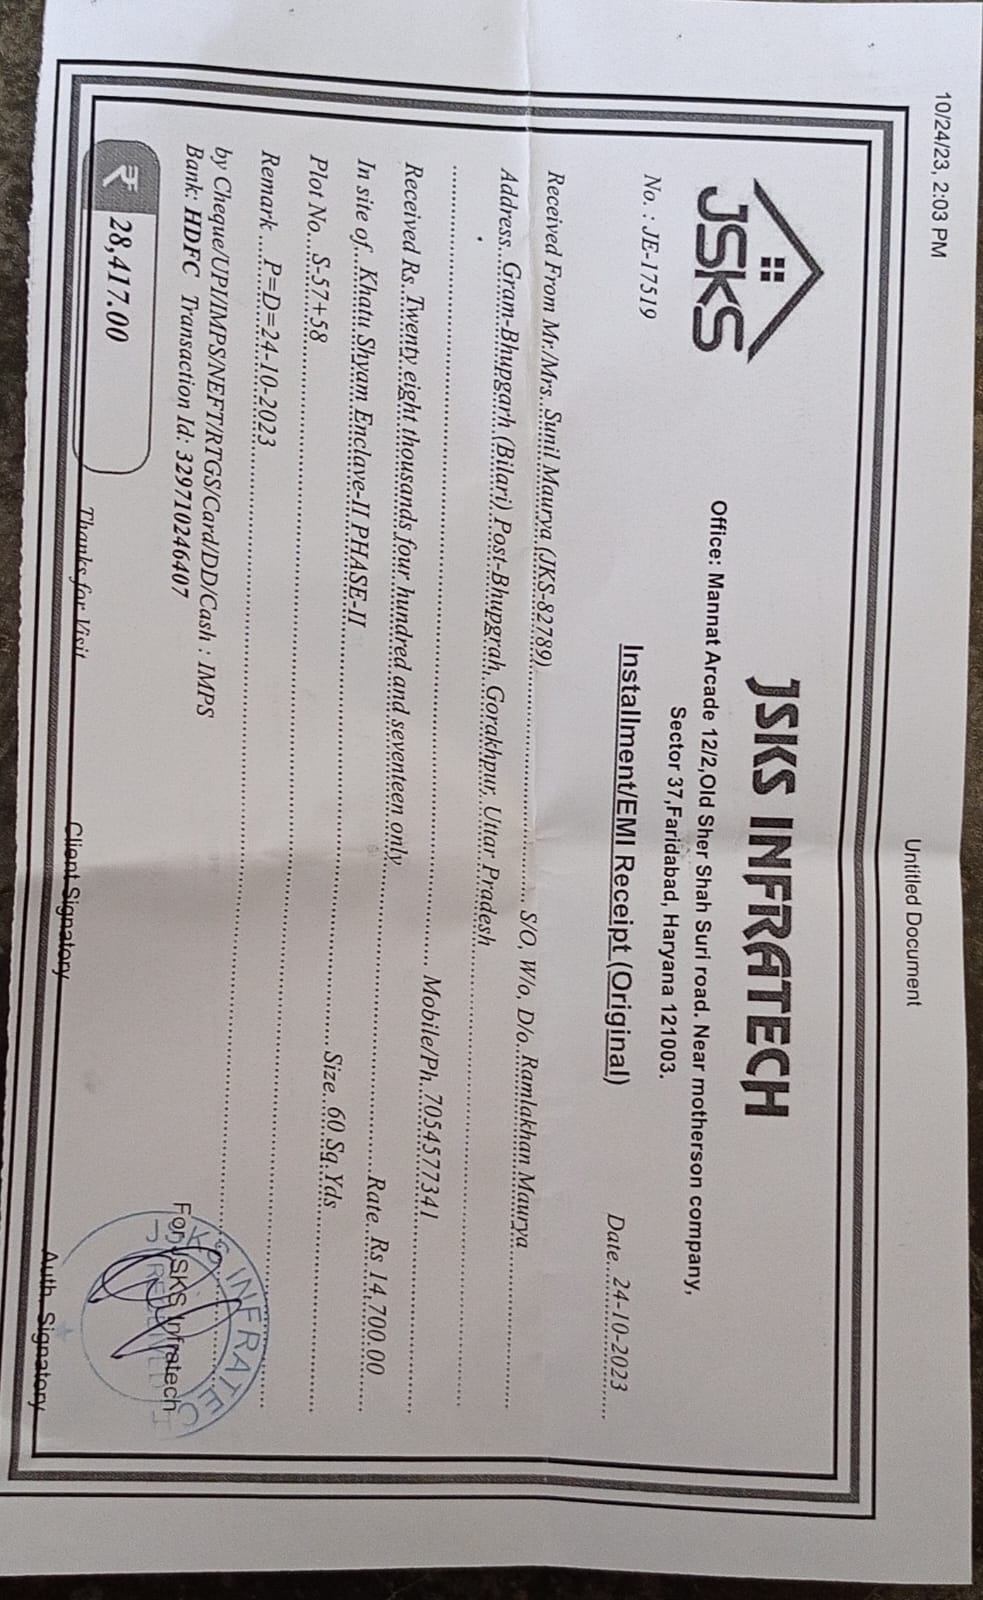 10/24/23, 2:03 PM
Untitled Document
JSKS
JSKS INFRATECH
Office: Mannat Arcade 12/2,Old Sher Shah Suri road. Near motherson company,
Sector 37,Faridabad, Haryana 121003.
No. : JE-17519
Installment/EMI Receipt (Original)
Date..24-10-2023
Received From Mr./Mrs..Sunil Maurya (JKS-82789) S/O, W/o, D/o..Ramlakhan Maurya
Address...Gram-Bhupgarh (Bilari) Post-Bhupgrah, Gorakhpur, Uttar Pradesh
Mobile/Ph..7054577341
Received Rs..Twenty eight thousands four hundred and seventeen only Rate..Rs 14,700.00
In site of...Khatu Shyam Enclave-II PHASE-II Size..60 Sq.Yds
Plot No...S-57+58
Remark ...P=D=24-10-2023
by Cheque/UPI/IMPS/NEFT/RTGS/Card/DD/Cash : IMPS
Bank: HDFC Transaction Id: 329710246407
For JSKS Infratech
JSKS INFRATECH
RECEIVED
₹ 28,417.00
Thanks for Visit
Client Signatory
Auth. Signatory